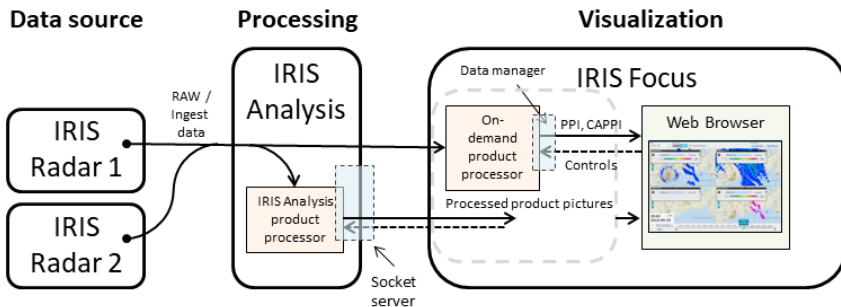 Data source
Processing
Visualization
IRIS
Radar 1
IRIS
Radar 2
RAW /
Ingest
data
IRIS
Analysis
IRIS Analysis
product
processor
Socket
server
Data manager
IRIS Focus
On-
demand
product
processor
PPI, CAPPI
Controls
Processed product pictures
Web Browser